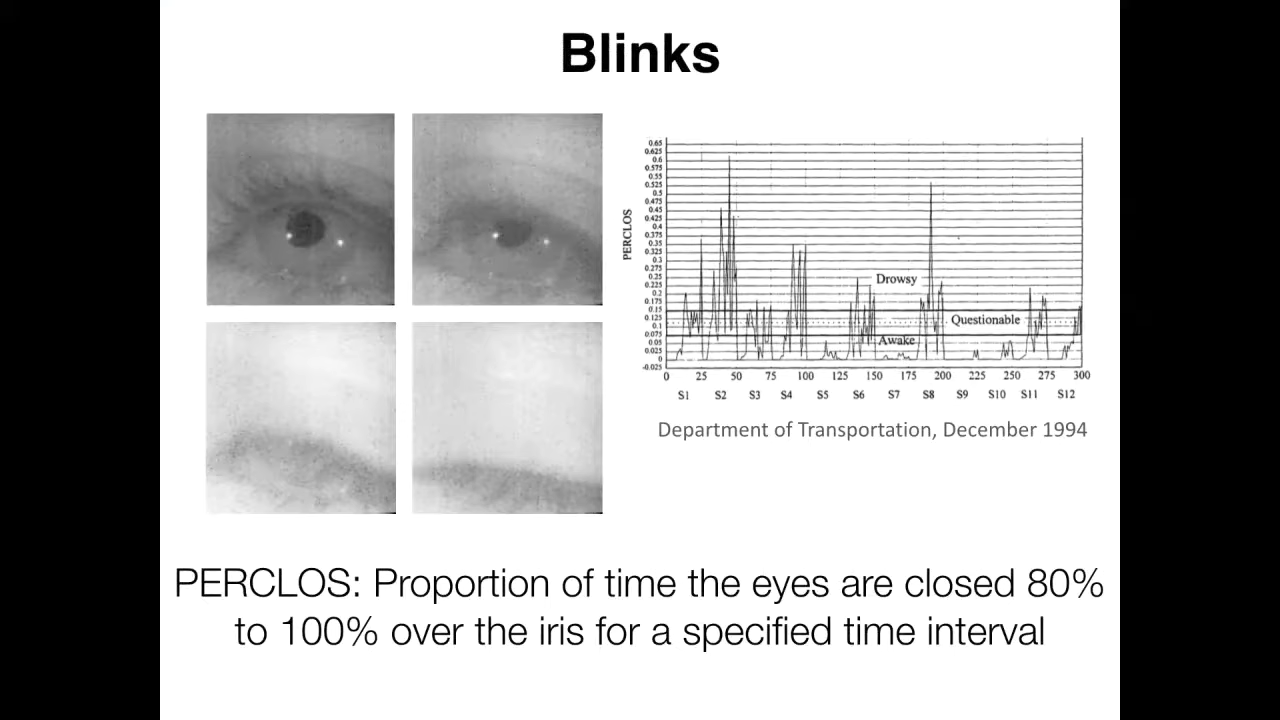 Blinks
PERCLOS
0.65
0.625
0.6
0.575
0.55
0.525
0.5
0.475
0.45
0.425
0.4
0.375
0.35
0.325
0.3
0.275
0.25
0.225
0.2
0.175
0.15
0.125
0.1
0.075
0.05
0.025
0
-0.025
Drowsy
Questionable
Awake
0 25 50 75 100 125 150 175 200 225 250 275 300
S1 S2 S3 S4 S5 S6 S7 S8 S9 S10 S11 S12
Department of Transportation, December 1994
PERCLOS: Proportion of time the eyes are closed 80%
to 100% over the iris for a specified time interval